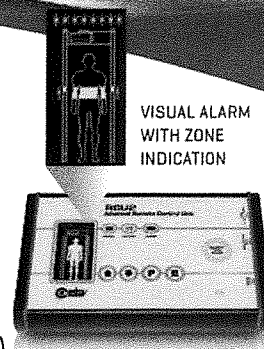 VISUAL ALARM
WITH ZONE
INDICATION
RCU2
Advanced Remote Control Unit